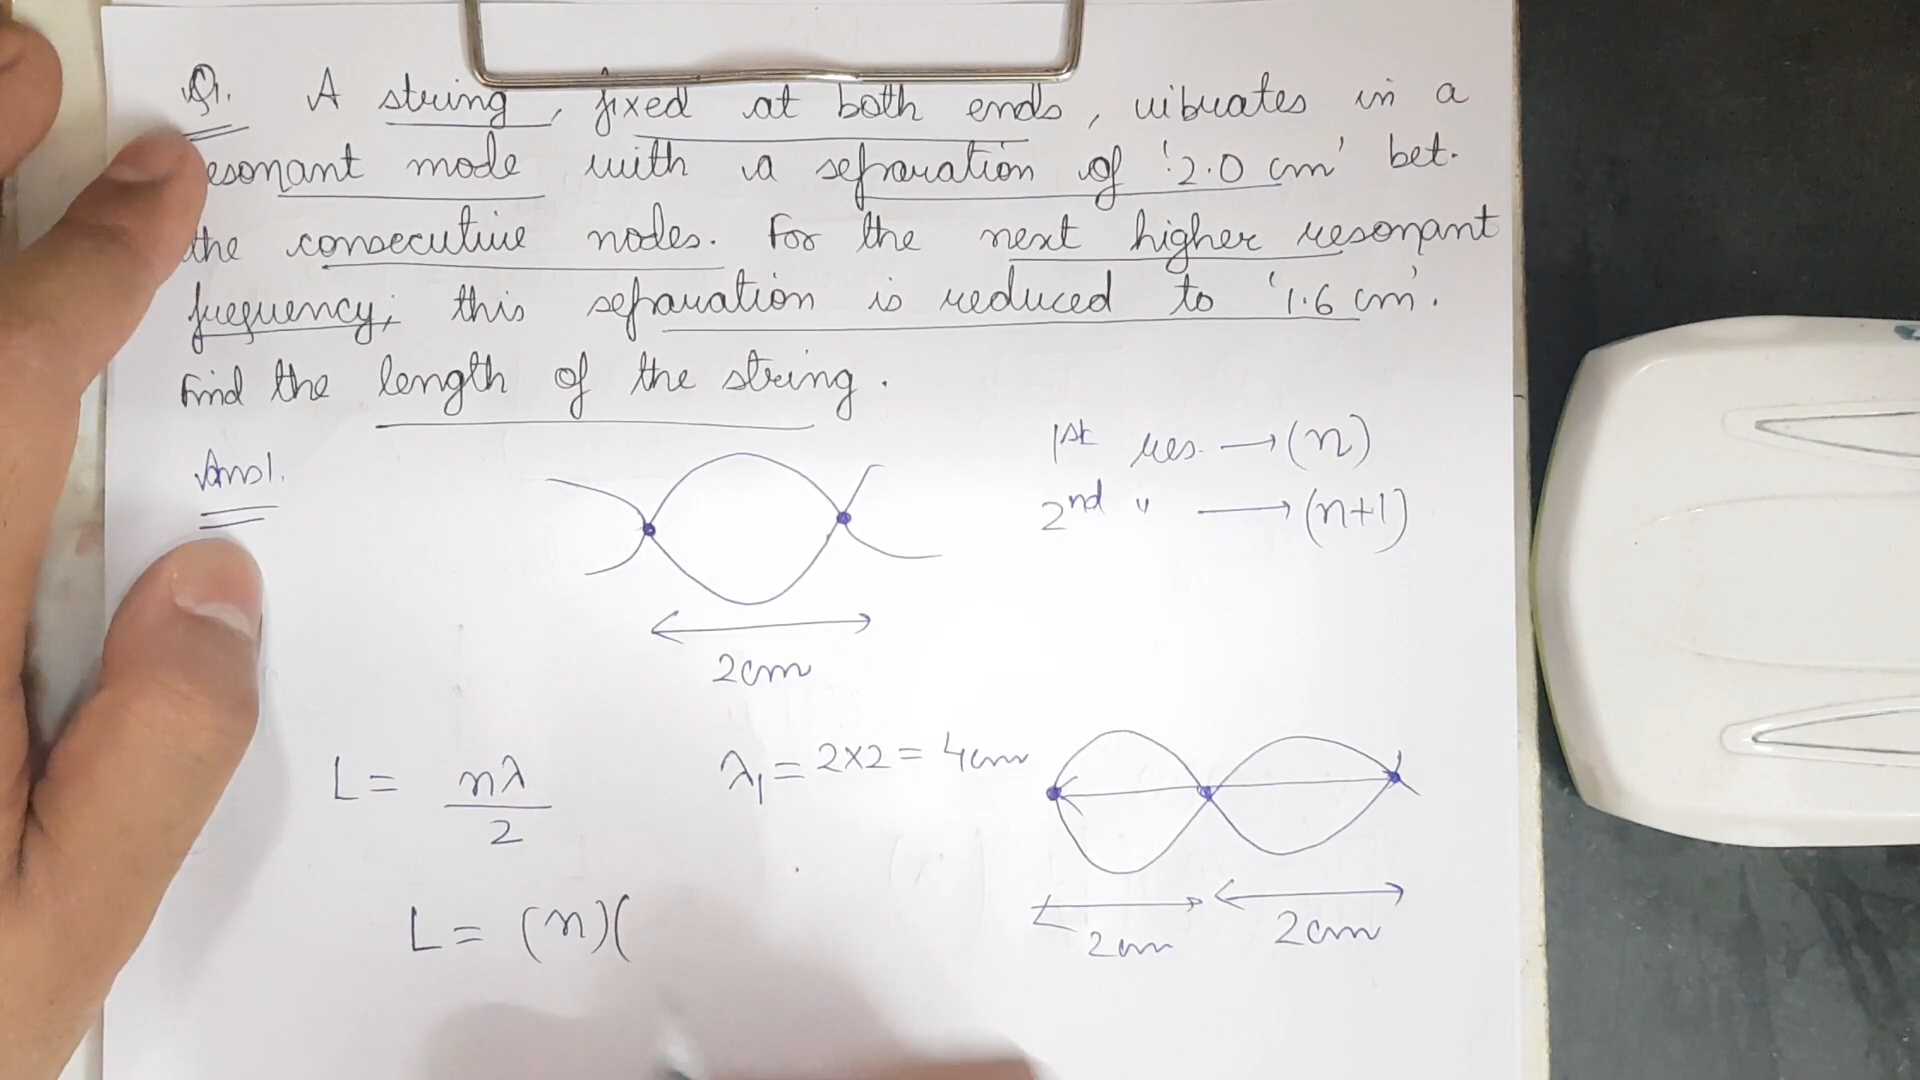 Q1. A string, fixed at both ends, vibrates in a
resonant mode with a separation of '2.0 cm' bet.
the consecutive nodes. For the next higher resonant
frequency; this separation is reduced to '1.6 cm'.
Find the length of the string.
Ans1.
1st res. → (n)
2nd " → (n+1)
2cm
L = nλ/2
λ1 = 2×2 = 4cm
L = (n)(
2cm
2cm